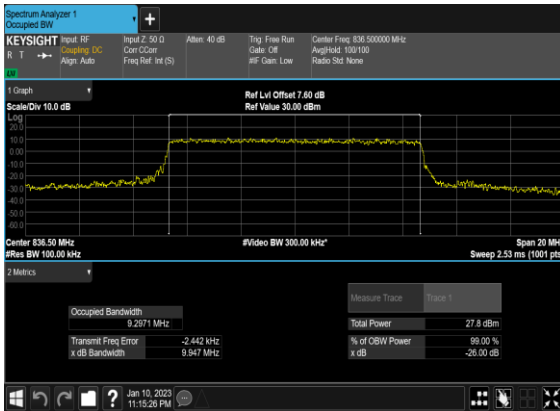 Spectrum Analyzer 1
Occupied BW
KEYSIGHT Input: RF Input Z: 50 Ω Atten: 40 dB Trig: Free Run Center Freq: 836.500000 MHz
R T Coupling: DC Corr CCorr Gate: Off Avg|Hold: 100/100
Align: Auto Freq Ref: Int (S) #IF Gain: Low Radio Std: None
1 Graph
Ref Lvl Offset 7.60 dB
Scale/Div 10.0 dB Ref Value 30.00 dBm
Log
20.0
10.0
0.00
-10.0
-20.0
-30.0
-40.0
-50.0
-60.0
Center 836.50 MHz #Video BW 300.00 kHz* Span 20 MH
#Res BW 100.00 kHz Sweep 2.53 ms (1001 pts
2 Metrics
Measure Trace Trace 1
Occupied Bandwidth
9.2971 MHz Total Power 27.8 dBm
Transmit Freq Error -2.442 kHz % of OBW Power 99.00 %
x dB Bandwidth 9.947 MHz x dB -26.00 dB
? Jan 10, 2023
11:15:26 PM